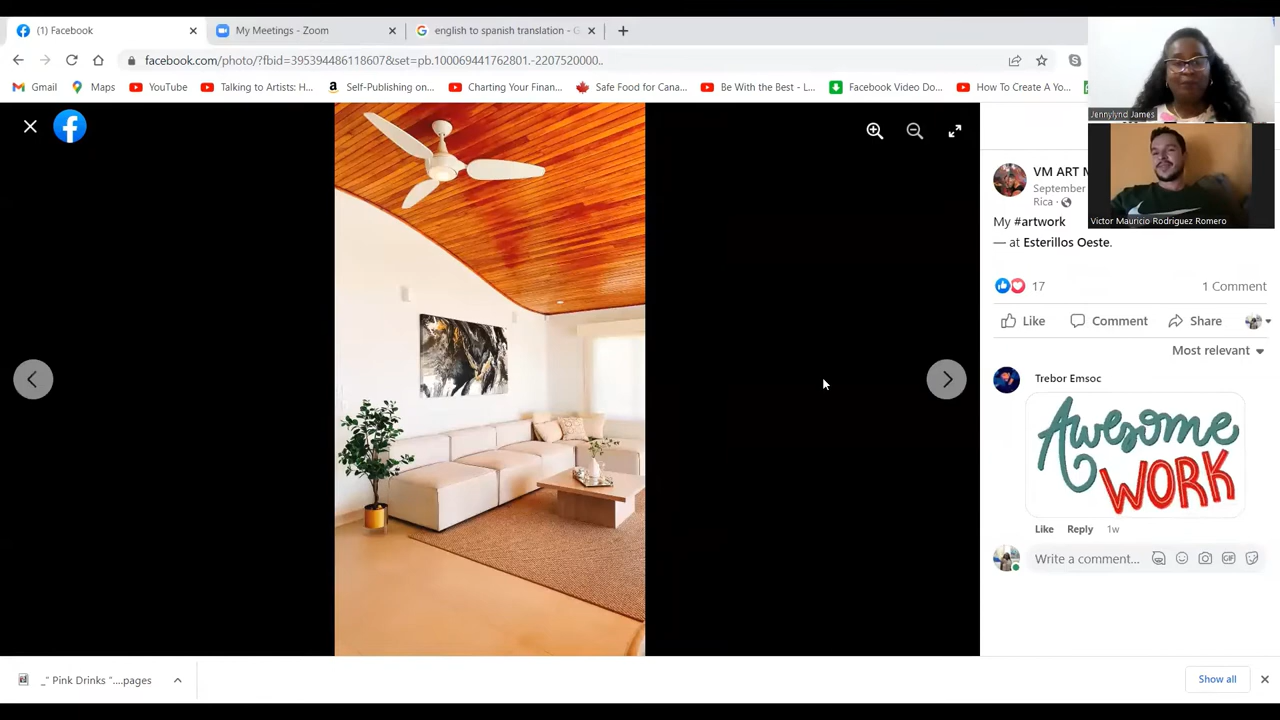 (1) Facebook
My Meetings - Zoom
english to spanish translation - G
facebook.com/photo/?fbid=395394486118597&set=pb.100069441762801.-2207520000..
Gmail
Maps
YouTube
Talking to Artists: H...
Self-Publishing on...
Charting Your Finan...
Safe Food for Cana...
Be With the Best - L...
Facebook Video Do...
How To Create A Yo...
Jennylynd James
Victor Mauricio Rodriguez Romero
VM ART M
September
Rica ·
My #artwork
— at Esterillos Oeste.
17
1 Comment
Like
Comment
Share
Most relevant
Trebor Emsoc
Awesome
WORK
Like Reply 1w
Write a comment...
GIF
_" Pink Drinks "....pages
Show all